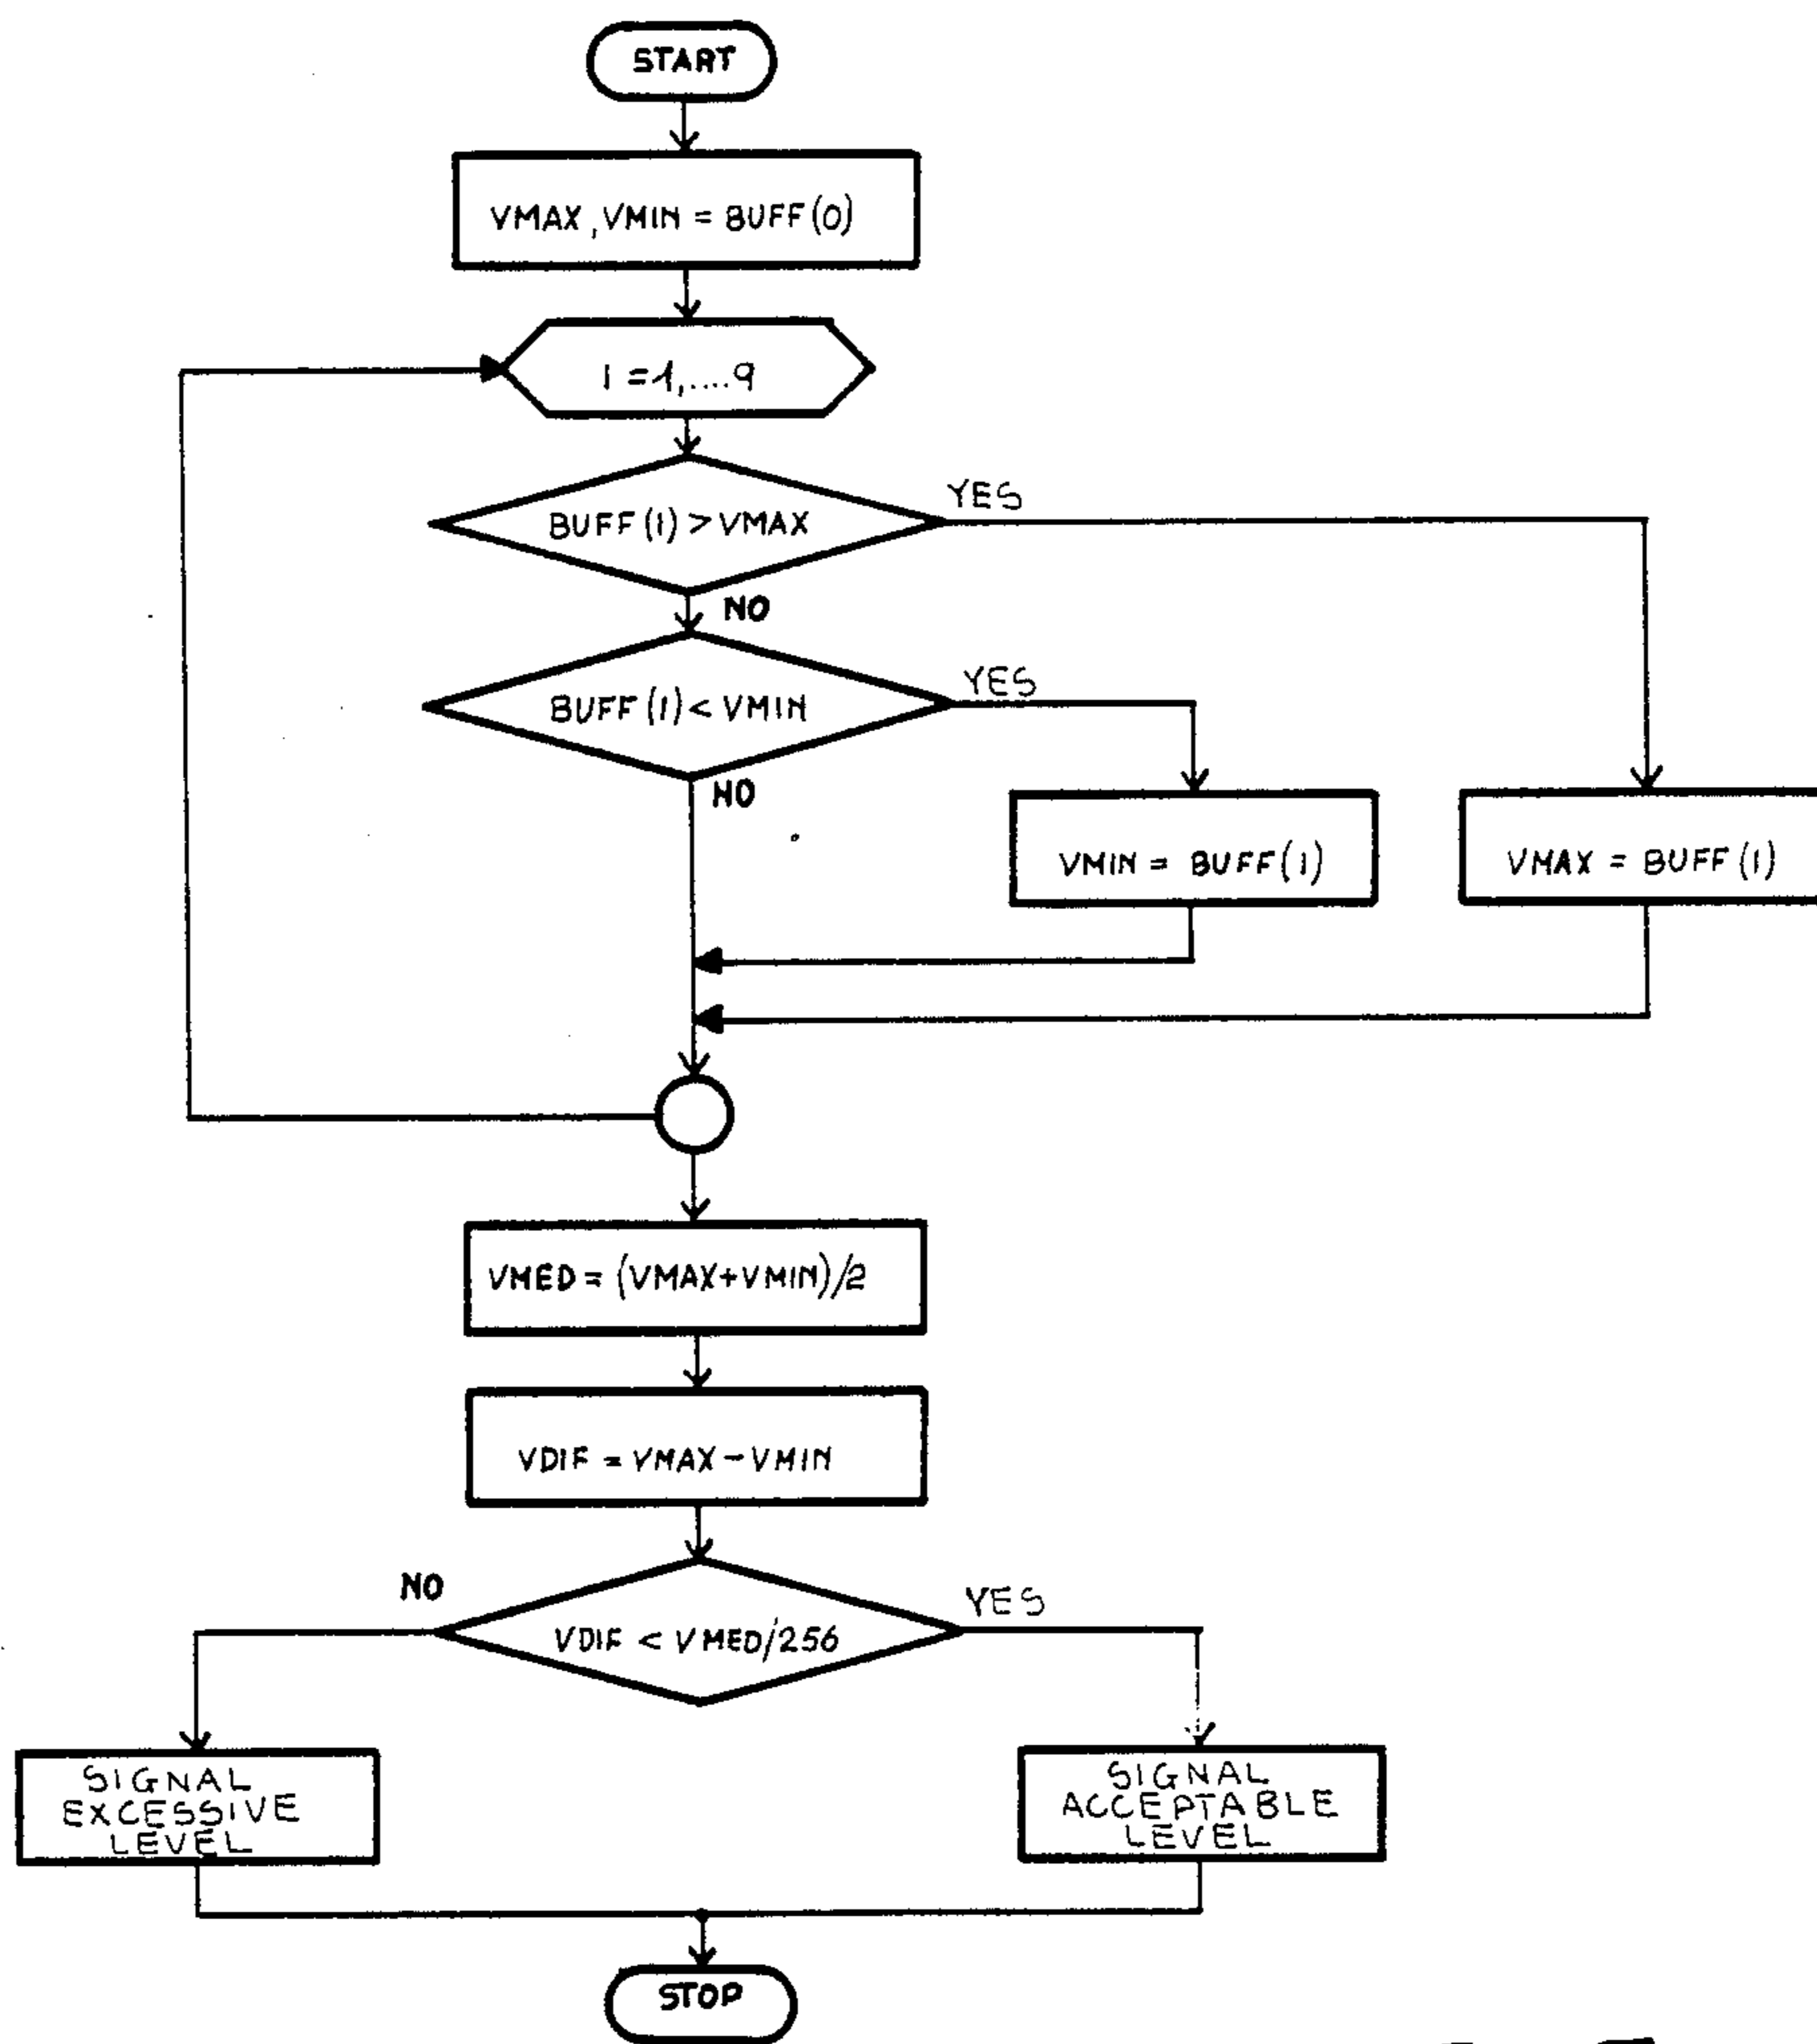 START
VMAX, VMIN = BUFF(0)
I = 1,....9
BUFF(I) > VMAX
YES
NO
BUFF(I) < VMIN
YES
NO
VMIN = BUFF(I)
VMAX = BUFF(I)
VMED = (VMAX+VMIN)/2
VDIF = VMAX-VMIN
NO
VDIF < VMED/256
YES
SIGNAL
EXCESSIVE
LEVEL
SIGNAL
ACCEPTABLE
LEVEL
STOP